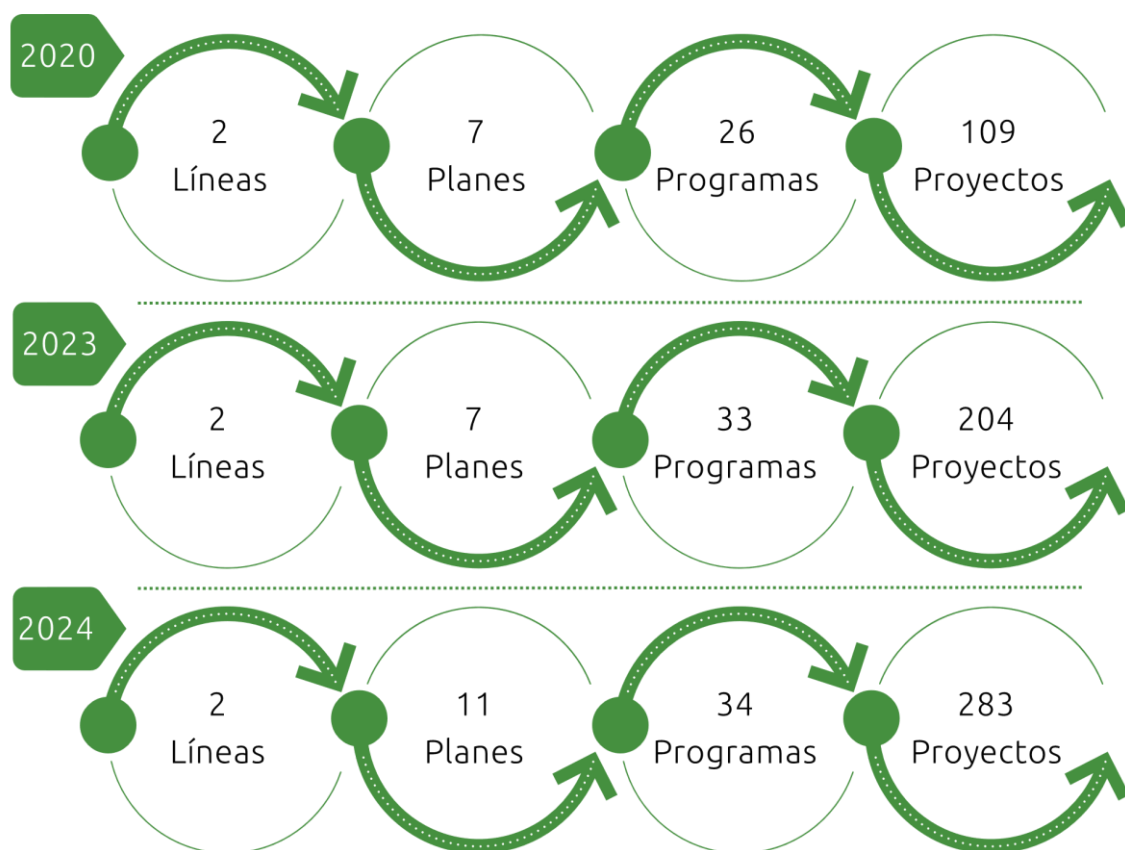 2020
2
Líneas
7
Planes
26
Programas
109
Proyectos
2023
2
Líneas
7
Planes
33
Programas
204
Proyectos
2024
2
Líneas
11
Planes
34
Programas
283
Proyectos